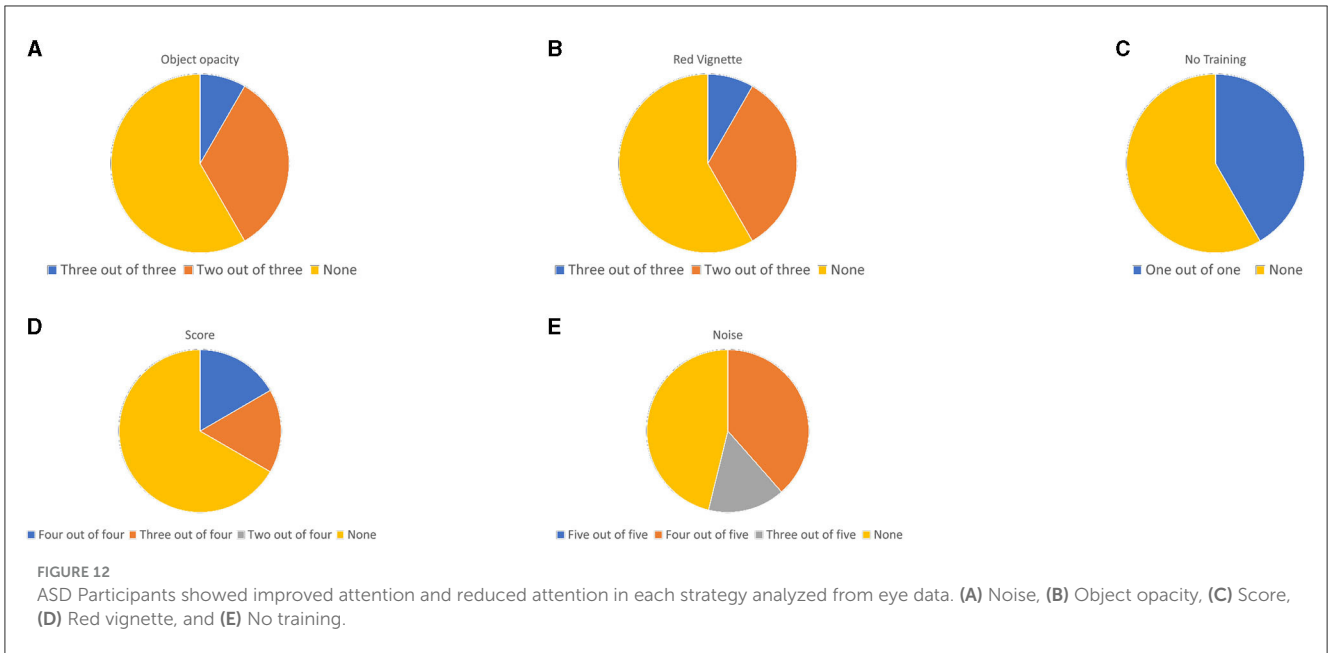 A
Object opacity
Three out of three Two out of three None
B
Red Vignette
Three out of three Two out of three None
C
No Training
One out of one None
D
Score
Four out of four Three out of four Two out of four None
E
Noise
Five out of five Four out of five Three out of five None
FIGURE 12
ASD Participants showed improved attention and reduced attention in each strategy analyzed from eye data. (A) Noise, (B) Object opacity, (C) Score,
(D) Red vignette, and (E) No training.